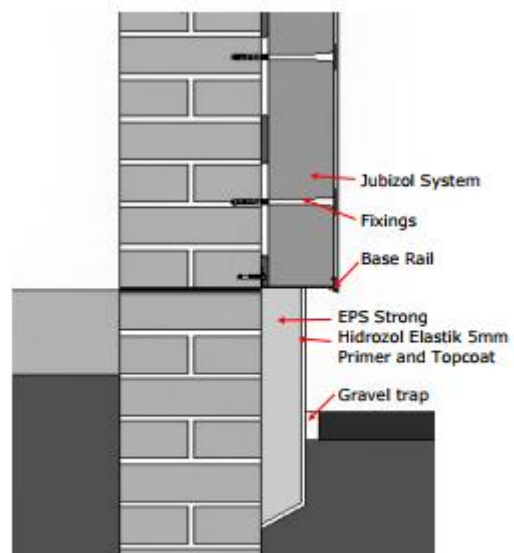 Jubizol System
Fixings
Base Rail
EPS Strong
Hidrozol Elastik 5mm
Primer and Topcoat
Gravel trap